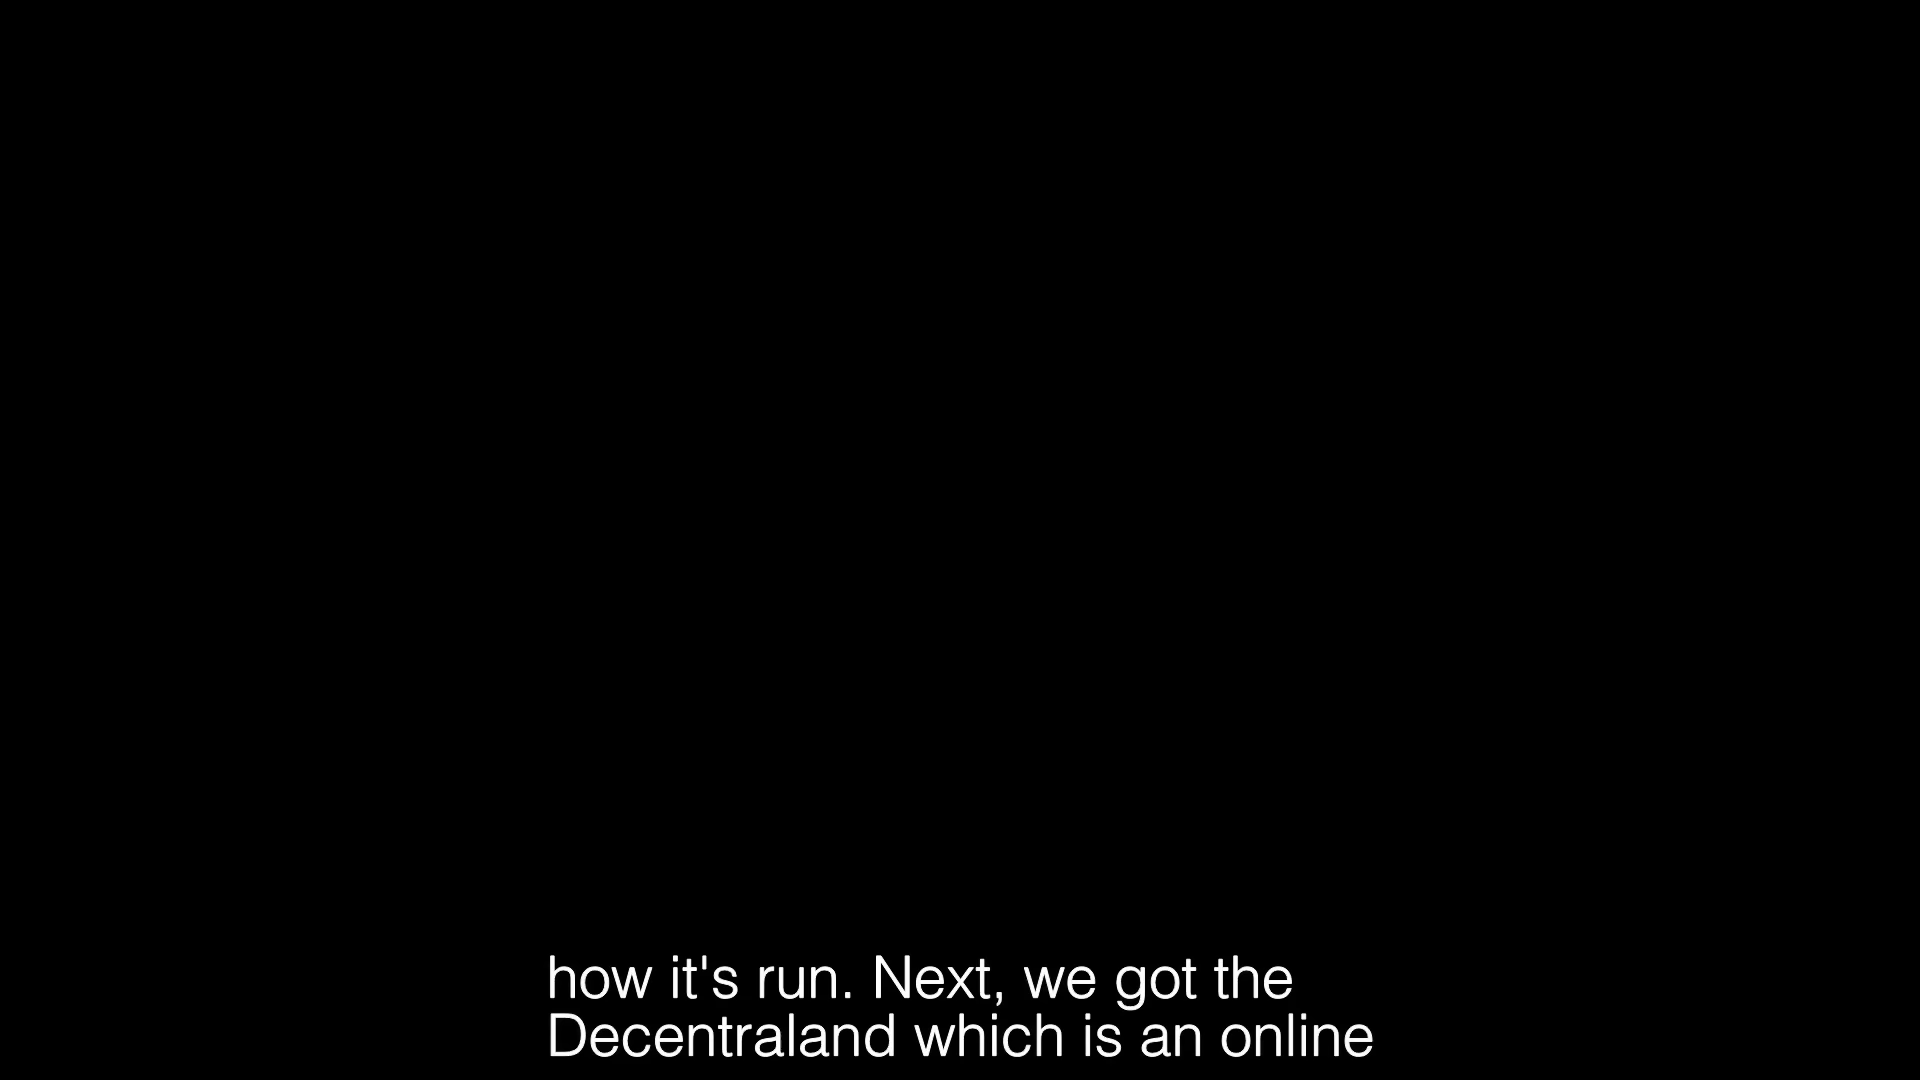 how it's run. Next, we got the
Decentraland which is an online